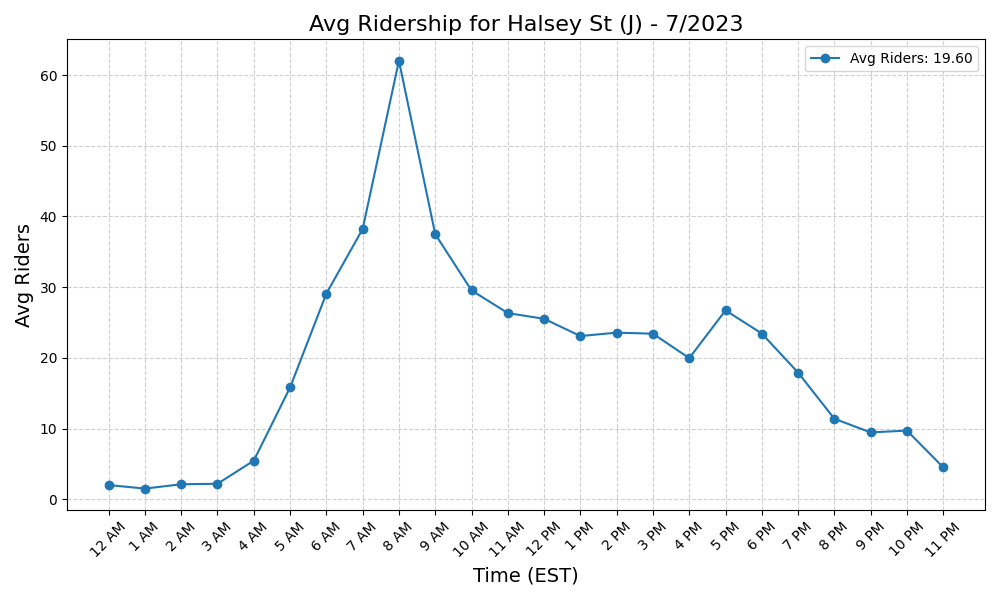 Avg Ridership for Halsey St (J) - 7/2023
Avg Riders: 19.60
Avg Riders
60
50
40
30
20
10
0
12 AM
1 AM
2 AM
3 AM
4 AM
5 AM
6 AM
7 AM
8 AM
9 AM
10 AM
11 AM
12 PM
1 PM
2 PM
3 PM
4 PM
5 PM
6 PM
7 PM
8 PM
9 PM
10 PM
11 PM
Time (EST)